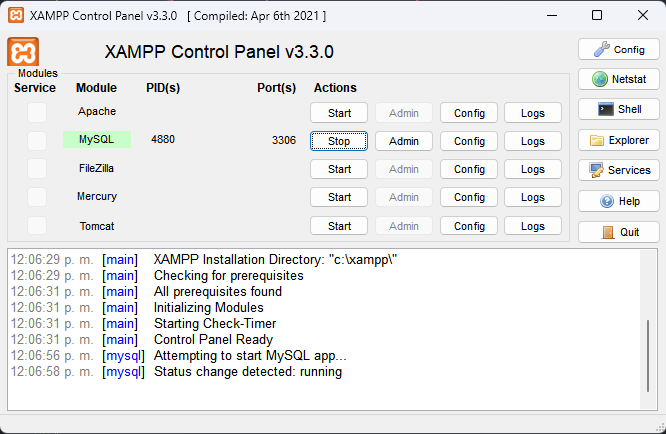 XAMPP Control Panel v3.3.0 [ Compiled: Apr 6th 2021 ]
XAMPP Control Panel v3.3.0
Config
Modules
Service Module PID(s) Port(s) Actions
Netstat
Apache Start Admin Config Logs
Shell
MySQL 4880 3306 Stop Admin Config Logs
Explorer
FileZilla Start Admin Config Logs
Services
Mercury Start Admin Config Logs
Help
Tomcat Start Admin Config Logs
Quit
12:06:29 p. m. [main] XAMPP Installation Directory: "c:\xampp\"
12:06:29 p. m. [main] Checking for prerequisites
12:06:31 p. m. [main] All prerequisites found
12:06:31 p. m. [main] Initializing Modules
12:06:31 p. m. [main] Starting Check-Timer
12:06:31 p. m. [main] Control Panel Ready
12:06:56 p. m. [mysql] Attempting to start MySQL app...
12:06:58 p. m. [mysql] Status change detected: running